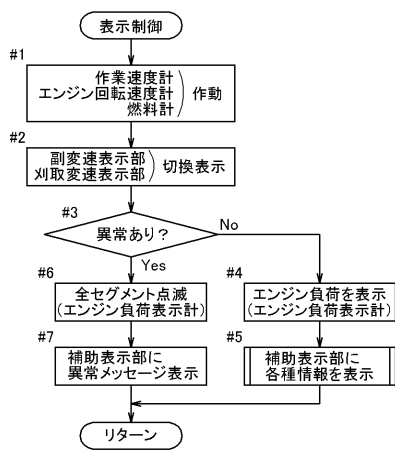 表示制御
#1
作業速度計
エンジン回転速度計
燃料計
作動
#2
副変速表示部
刈取変速表示部
切換表示
#3
異常あり?
No
Yes
#6
全セグメント点滅
(エンジン負荷表示計)
#4
エンジン負荷を表示
(エンジン負荷表示計)
#7
補助表示部に
異常メッセージ表示
#5
補助表示部に
各種情報を表示
リターン